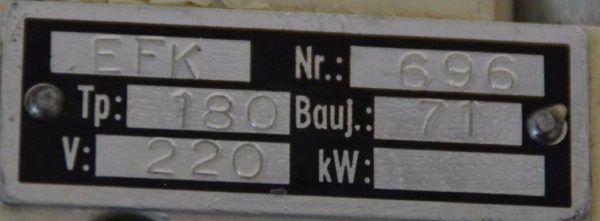 EFK Nr.: 696
Tp: 180 Bauj.: 71
V: 220 kW: